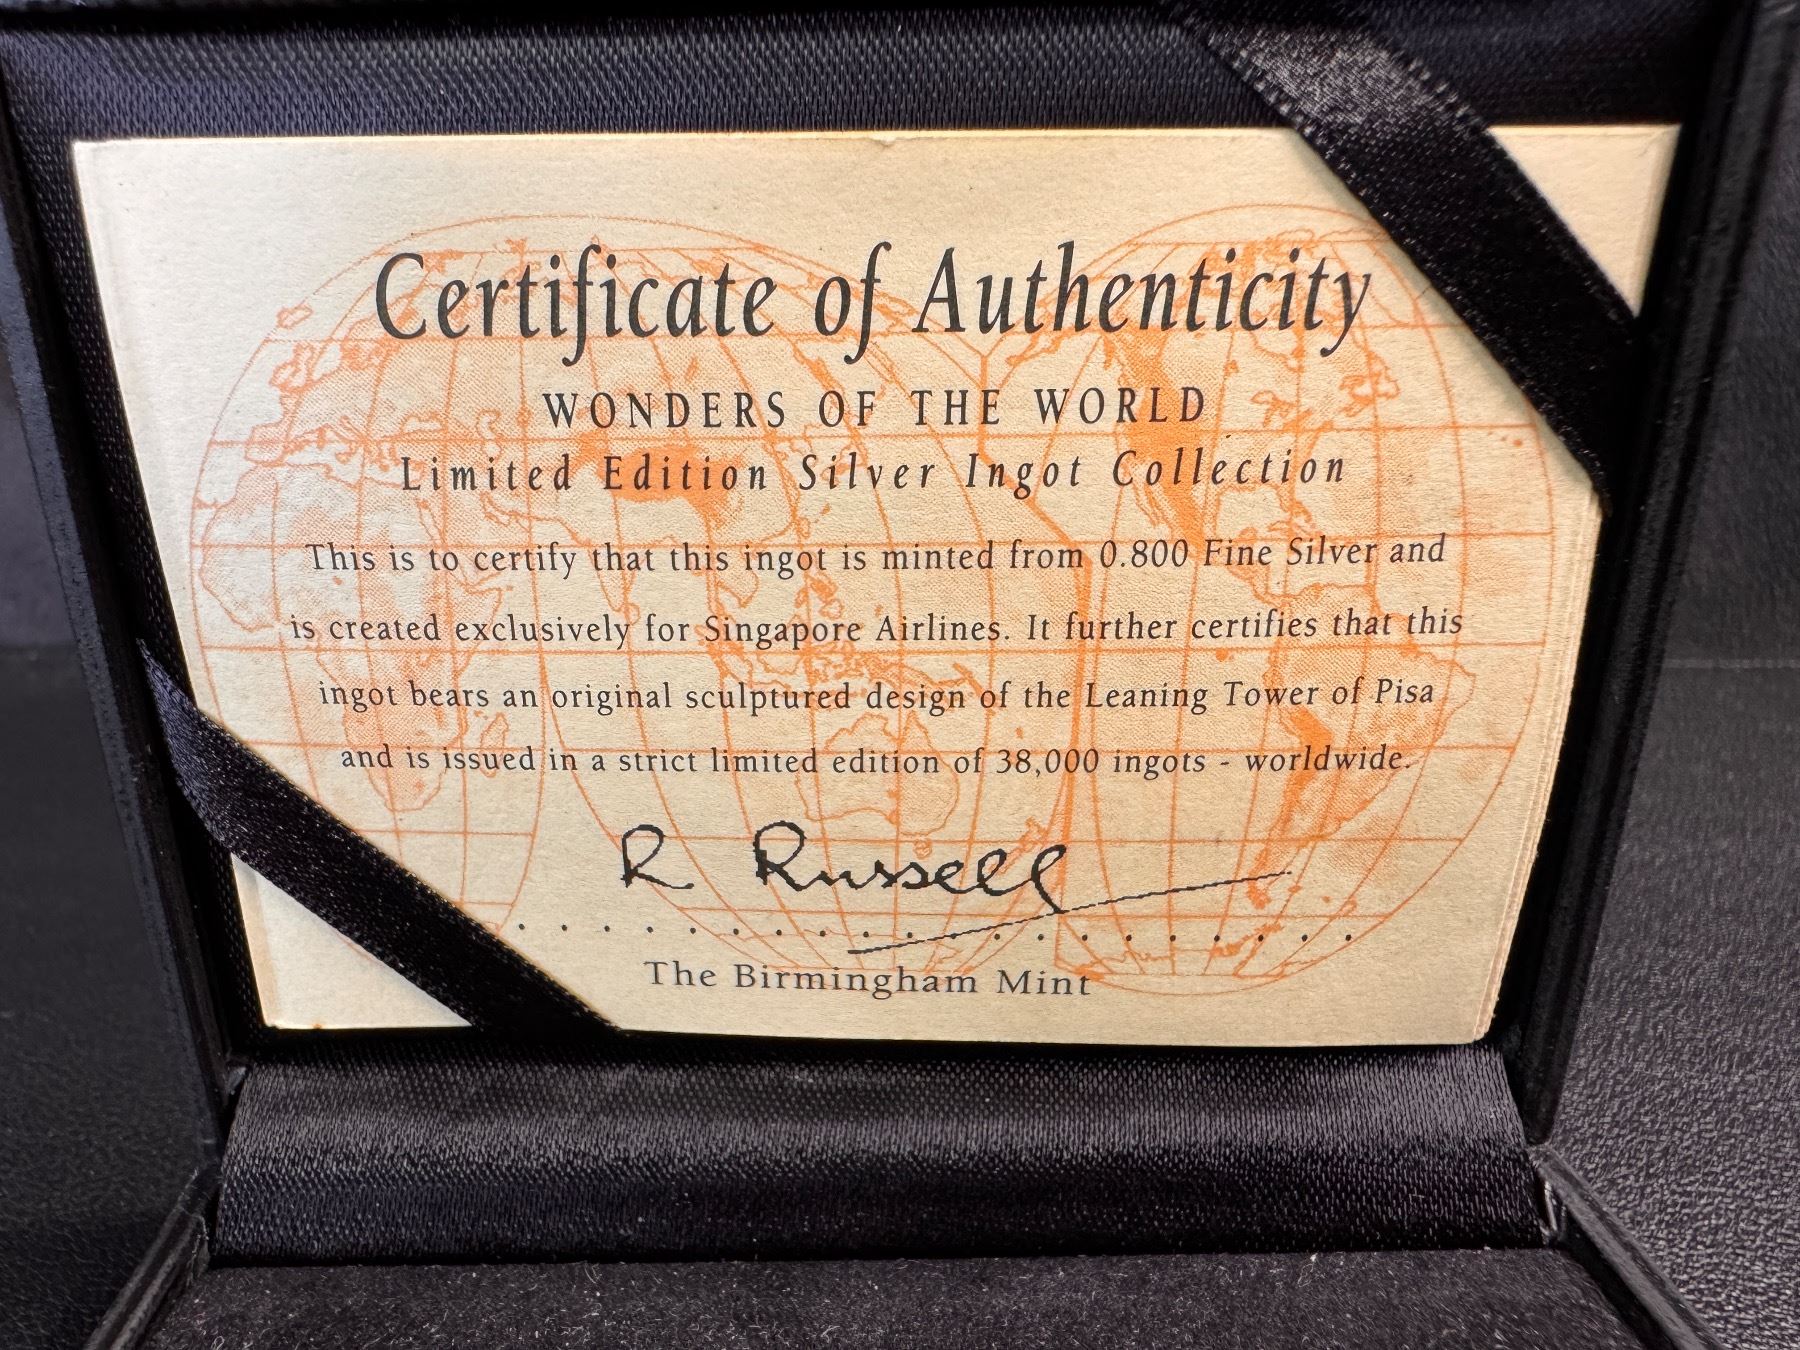 Certificate of Authenticity
WONDERS OF THE WORLD
Limited Edition Silver Ingot Collection
This is to certify that this ingot is minted from 0.800 Fine Silver and
is created exclusively for Singapore Airlines. It further certifies that this
ingot bears an original sculptured design of the Leaning Tower of Pisa
and is issued in a strict limited edition of 38,000 ingots - worldwide.
R Russell
The Birmingham Mint